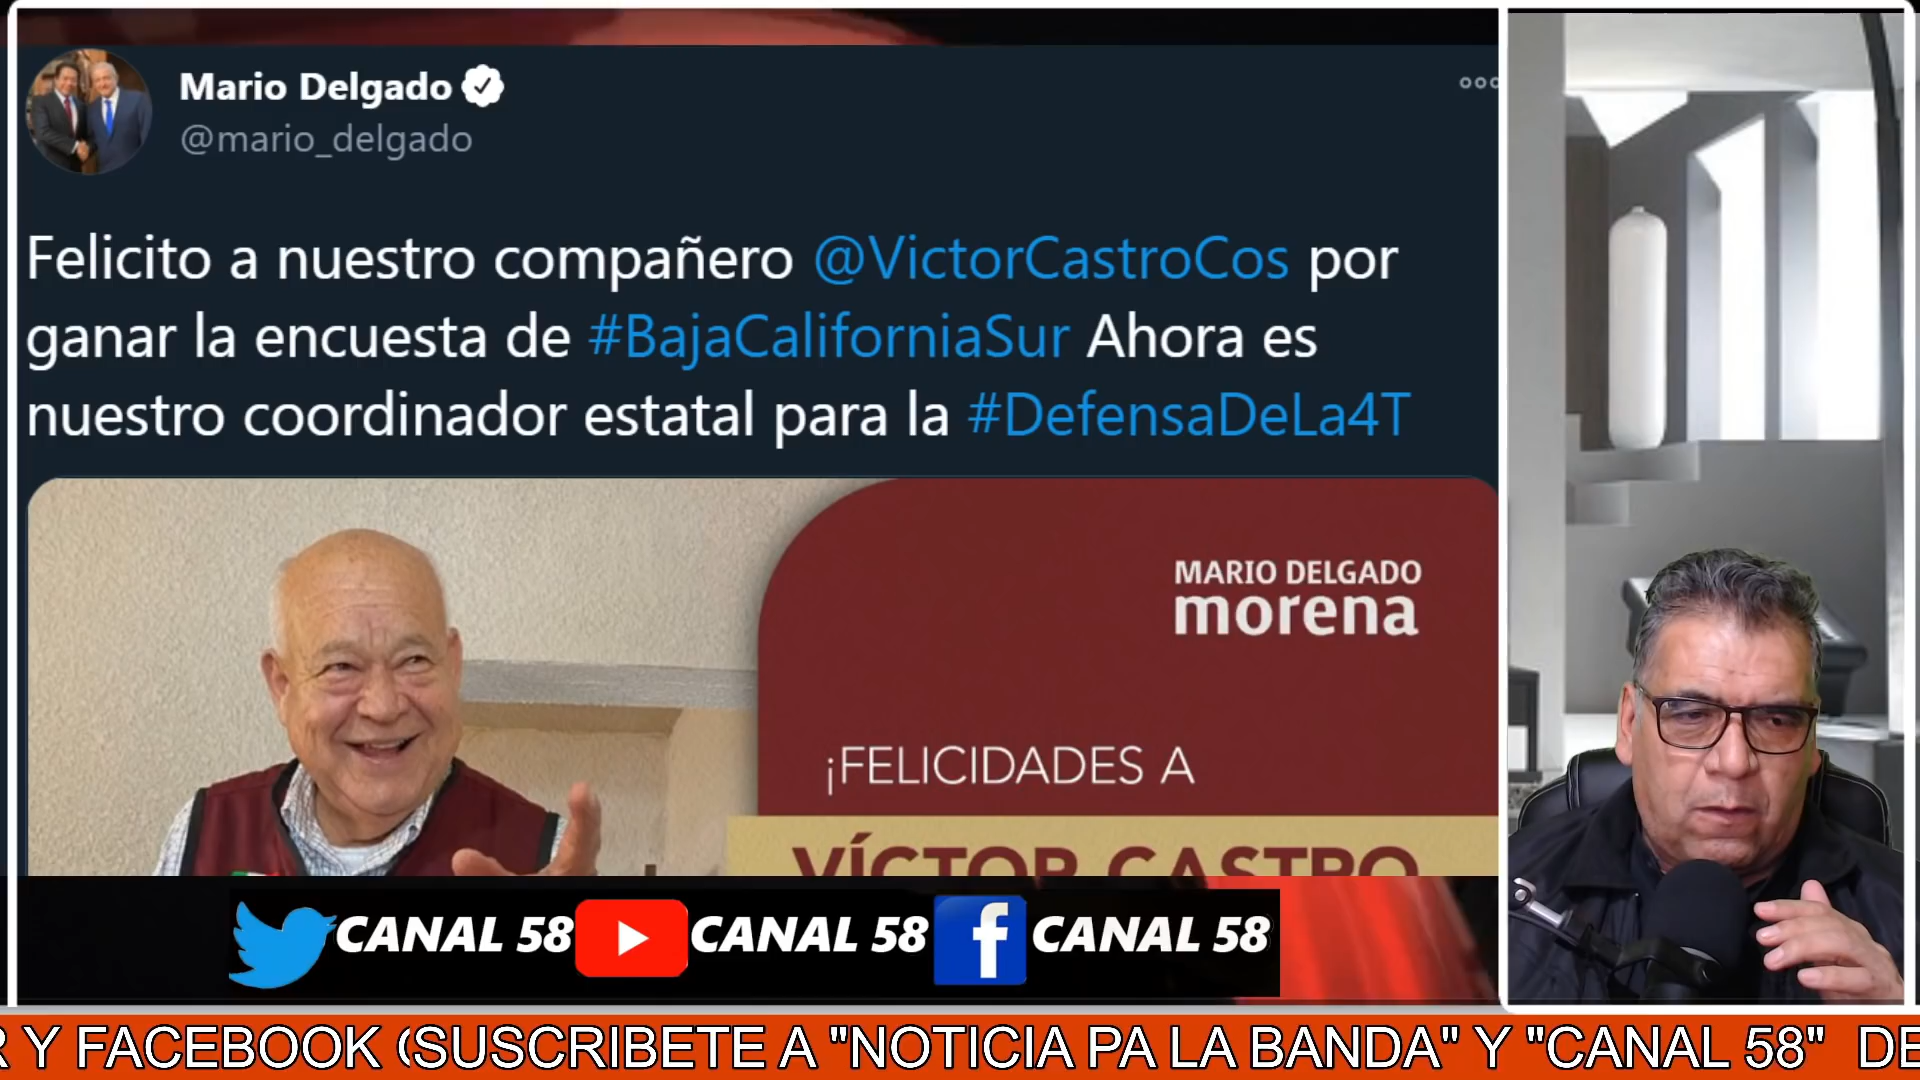 Mario Delgado
@mario_delgado
Felicito a nuestro compañero @VictorCastroCos por
ganar la encuesta de #BajaCaliforniaSur Ahora es
nuestro coordinador estatal para la #DefensaDeLa4T
MARIO DELGADO
morena
¡FELICIDADES A
VÍCTOR CASTRO
CANAL 58 CANAL 58 CANAL 58
R Y FACEBOOK (SUSCRIBETE A "NOTICIA PA LA BANDA" Y "CANAL 58" DE